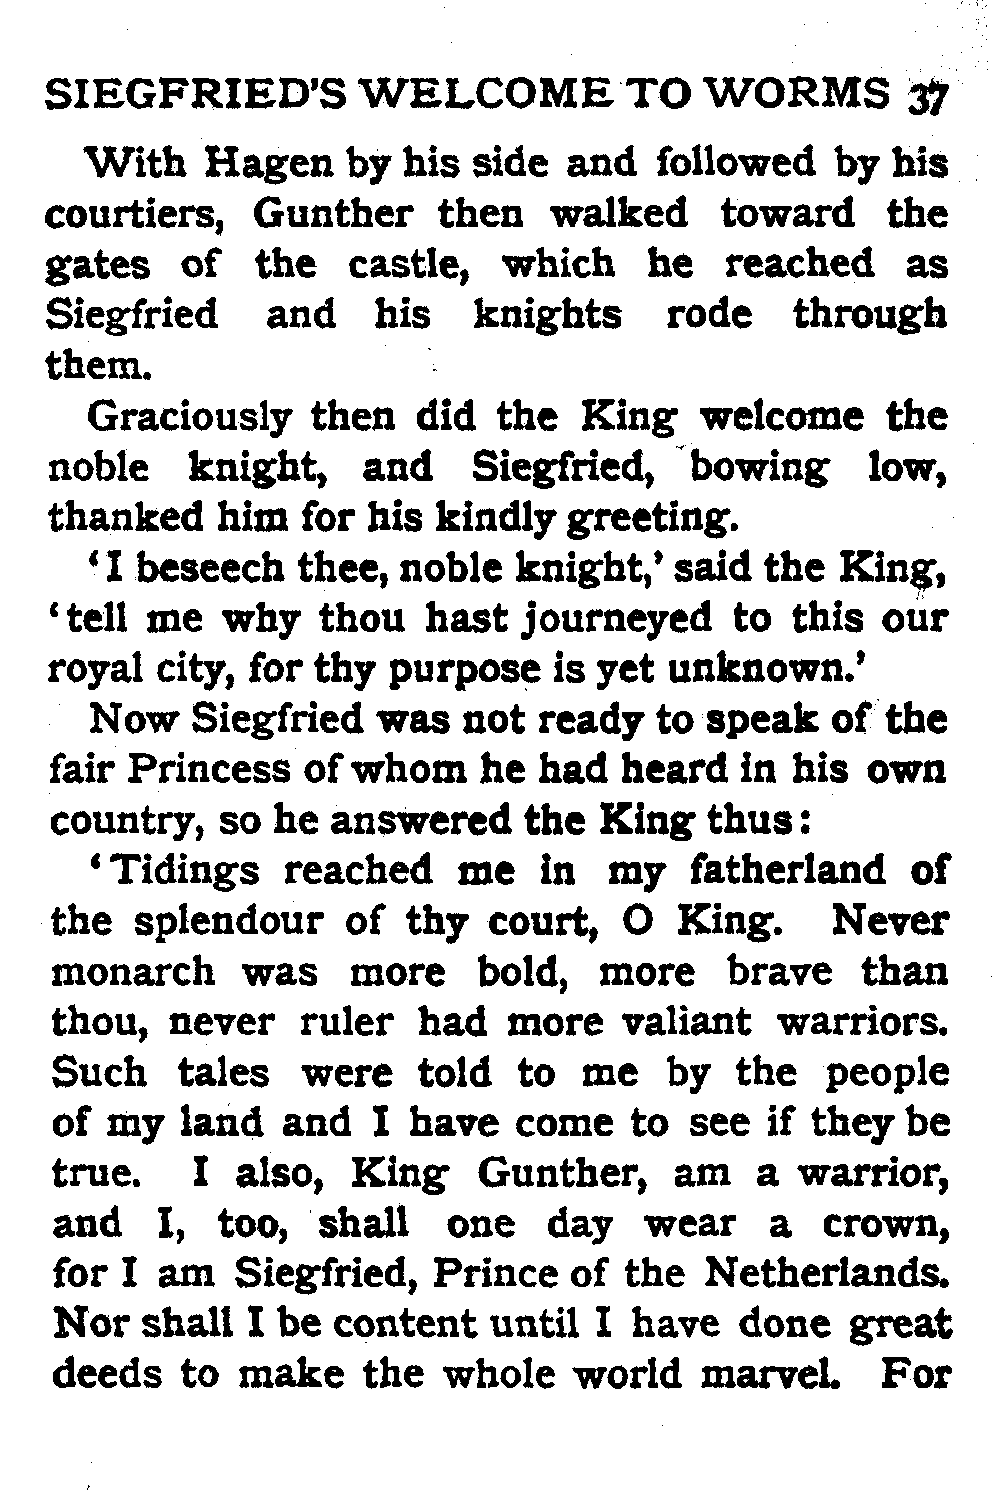 SIEGFRIED'S WELCOME TO WORMS 37
With Hagen by his side and followed by his
courtiers, Gunther then walked toward the
gates of the castle, which he reached as
Siegfried and his knights rode through
them.
Graciously then did the King welcome the
noble knight, and Siegfried, bowing low,
thanked him for his kindly greeting.
‘I beseech thee, noble knight,’ said the King,
‘tell me why thou hast journeyed to this our
royal city, for thy purpose is yet unknown.’
Now Siegfried was not ready to speak of the
fair Princess of whom he had heard in his own
country, so he answered the King thus:
‘Tidings reached me in my fatherland of
the splendour of thy court, O King. Never
monarch was more bold, more brave than
thou, never ruler had more valiant warriors.
Such tales were told to me by the people
of my land and I have come to see if they be
true. I also, King Gunther, am a warrior,
and I, too, shall one day wear a crown,
for I am Siegfried, Prince of the Netherlands.
Nor shall I be content until I have done great
deeds to make the whole world marvel. For